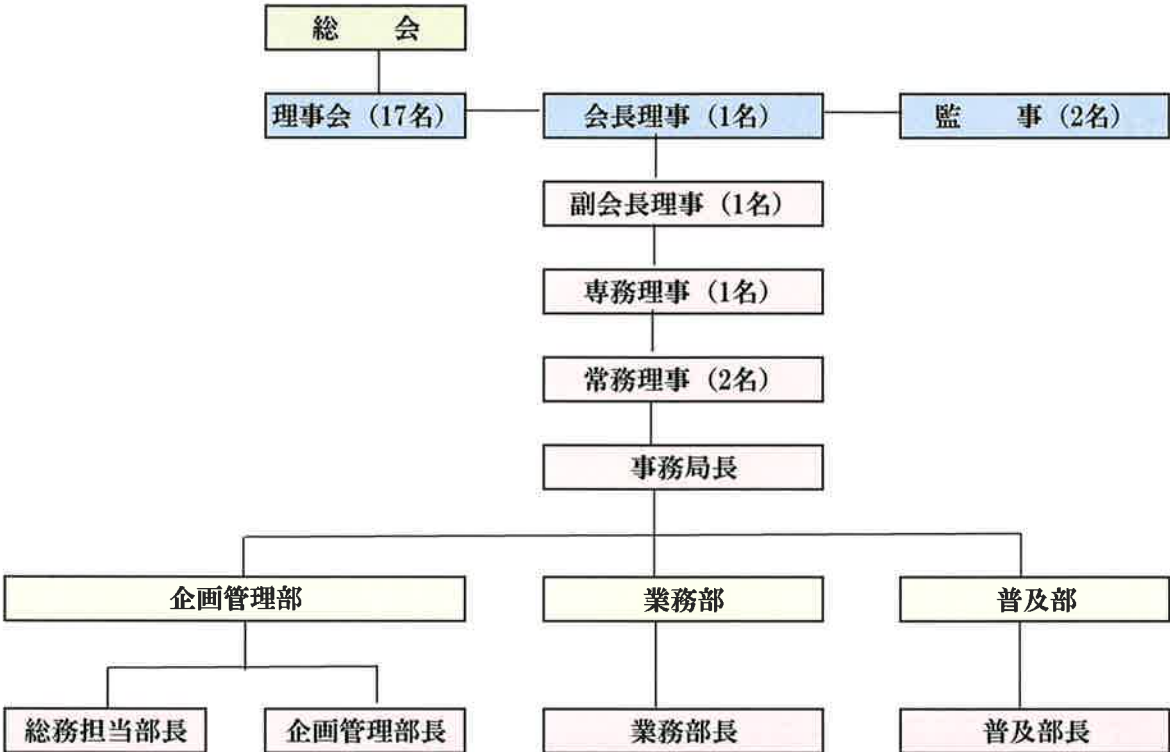 総　　会
理事会（17名）
会長理事（1名）
監　　事（2名）
副会長理事（1名）
専務理事（1名）
常務理事（2名）
事務局長
企画管理部
業務部
普及部
総務担当部長
企画管理部長
業務部長
普及部長